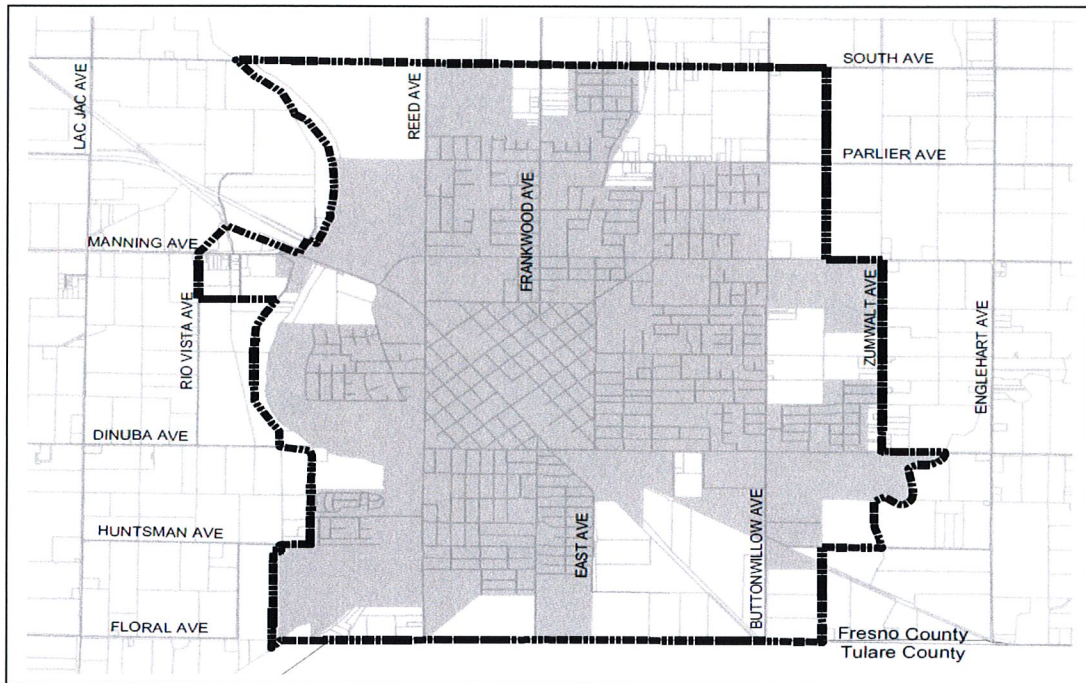 SOUTH AVE
LAC JAC AVE
REED AVE
PARLIER AVE
FRANKWOOD AVE
MANNING AVE
ZUMWALT AVE
ENGLEHART AVE
RIO VISTA AVE
DINUBA AVE
BUTTONWILLOW AVE
HUNTSMAN AVE
EAST AVE
FLORAL AVE
Fresno County
Tulare County